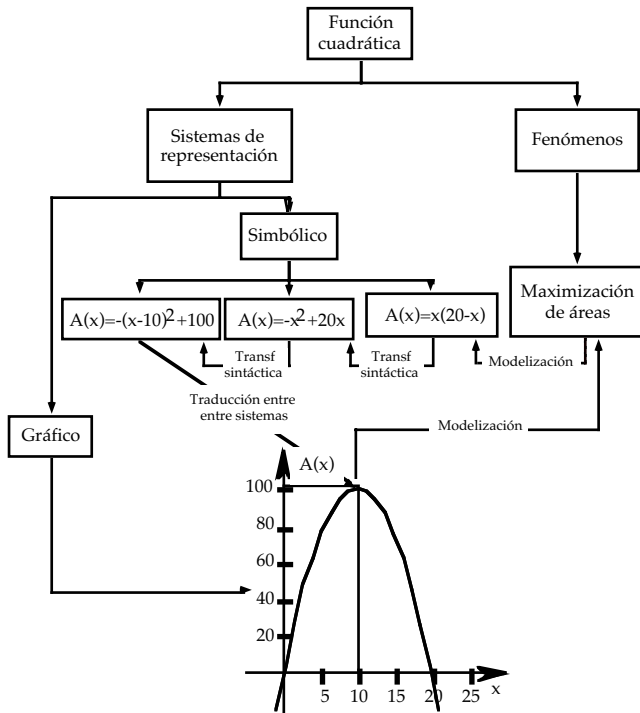 Función
cuadrática
Sistemas de
representación
Fenómenos
Simbólico
A(x)=-(x-10)²+100
A(x)=-x²+20x
A(x)=x(20-x)
Maximización
de áreas
Transf
sintáctica
Transf
sintáctica
Modelización
Traducción entre
entre sistemas
Gráfico
Modelización
A(x)
100
80
60
40
20
5 10 15 20 25 x